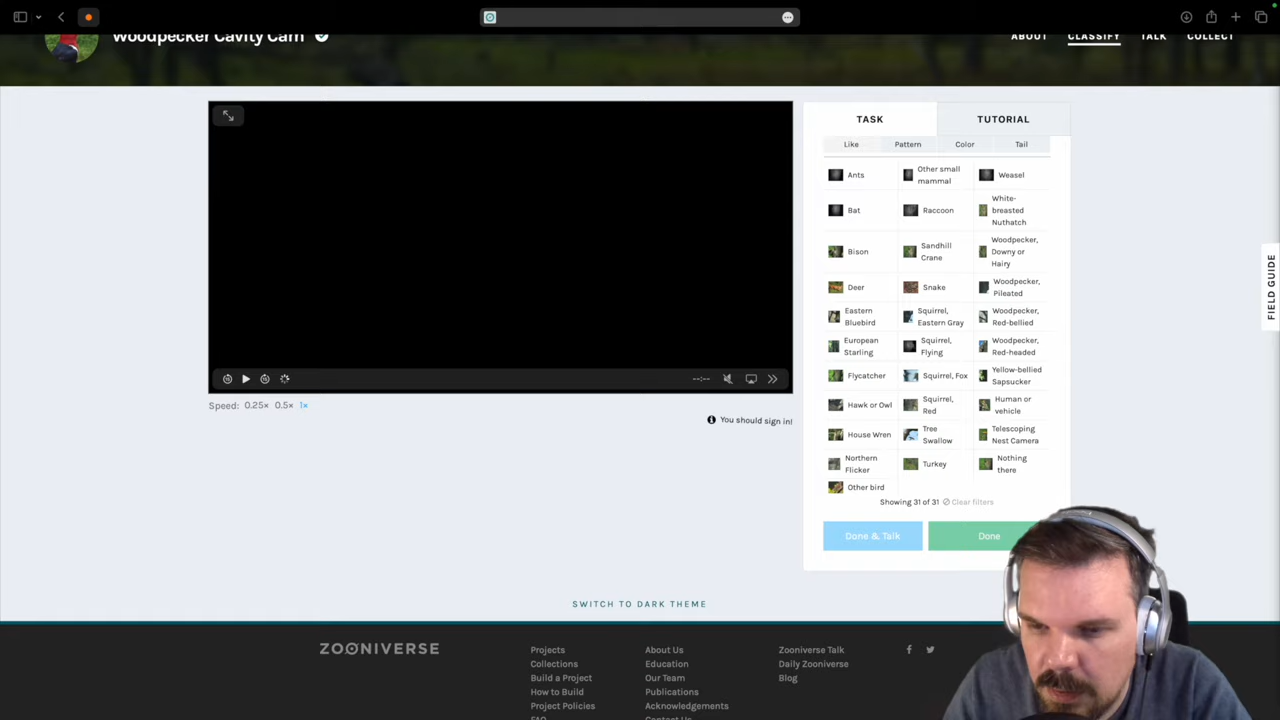 Woodpecker Cavity Cam
ABOUT CLASSIFY TALK COLLECT
TASK TUTORIAL
Like Pattern Color Tail
Ants
Other small
mammal
Weasel
Bat
Raccoon
White-
breasted
Nuthatch
Bison
Sandhill
Crane
Woodpecker,
Downy or
Hairy
Deer
Snake
Woodpecker,
Pileated
Eastern
Bluebird
Squirrel,
Eastern Gray
Woodpecker,
Red-bellied
European
Starling
Squirrel,
Flying
Woodpecker,
Red-headed
Flycatcher
Squirrel, Fox
Yellow-bellied
Sapsucker
Hawk or Owl
Squirrel,
Red
Human or
vehicle
House Wren
Tree
Swallow
Telescoping
Nest Camera
Northern
Flicker
Turkey
Nothing
there
Other bird
Showing 31 of 31 Clear filters
Done & Talk Done
FIELD GUIDE
--:--
Speed: 0.25× 0.5× 1×
You should sign in!
SWITCH TO DARK THEME
ZOONIVERSE
Projects
Collections
Build a Project
How to Build
Project Policies
FAQ
About Us
Education
Our Team
Publications
Acknowledgements
Contact Us
Zooniverse Talk
Daily Zooniverse
Blog